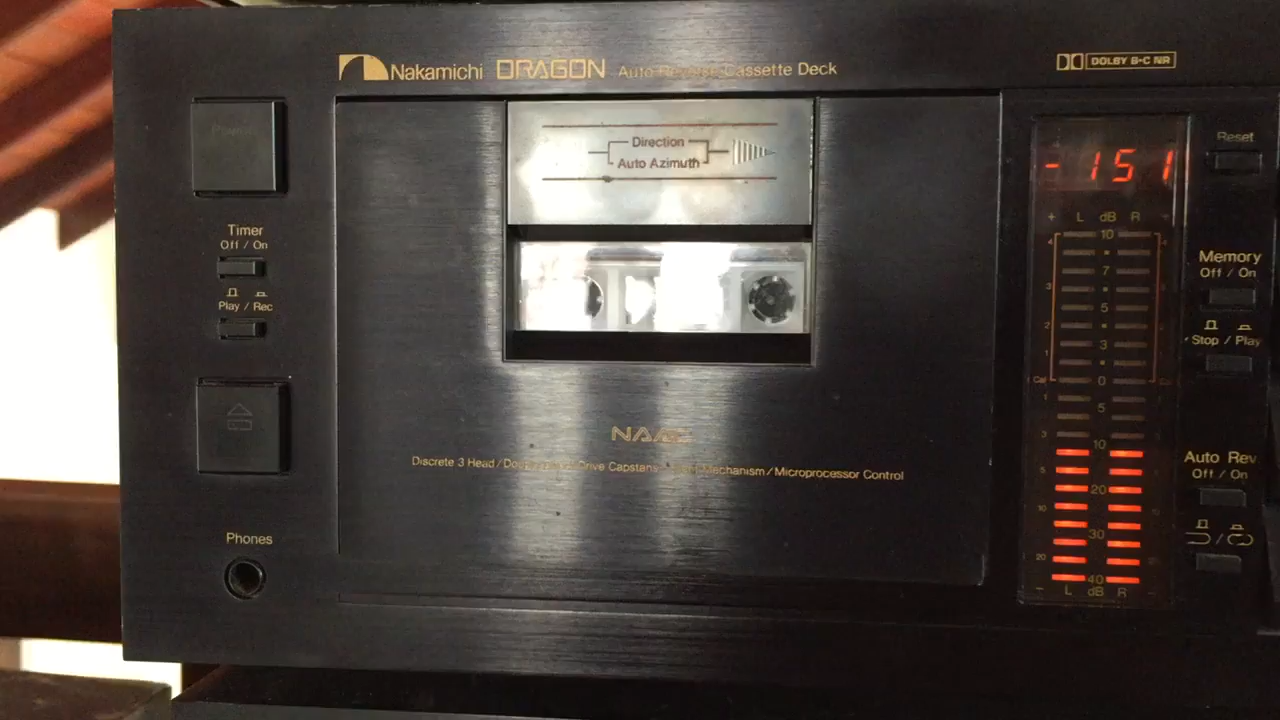 Nakamichi DRAGON Auto Reverse Cassette Deck
DOLBY B-C NR
Power
Direction
Auto Azimuth
Timer
Off / On
Play / Rec
Phones
NAAC
Discrete 3 Head / Drive Capstans Mechanism / Microprocessor Control
-151
+ L dB R
10
7
5
3
0
5
10
20
30
40
- L dB R
Reset
Memory
Off / On
Stop / Play
Auto Rev
Off / On